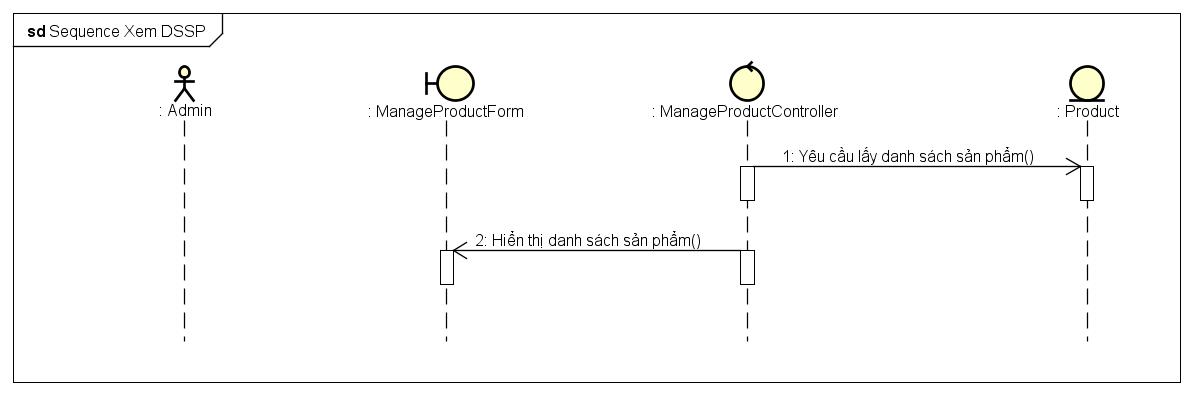 sd Sequence Xem DSSP
: Admin
: ManageProductForm
: ManageProductController
: Product
1: Yêu cầu lấy danh sách sản phẩm()
2: Hiển thị danh sách sản phẩm()